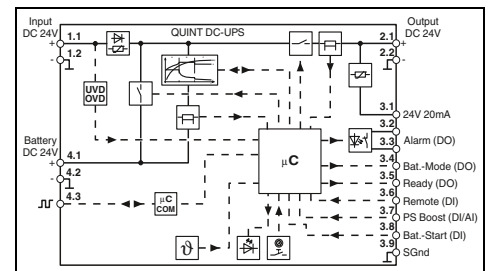 Input
DC 24V
1.1
+
1.2
-
QUINT DC-UPS
Output
DC 24V
2.1
+
2.2
-
UVD
OVD
Battery
DC 24V
4.1
+
4.2
-
4.3
µC
COM
µC
ϑ
3.1
24V 20mA
3.2
3.3
Alarm (DO)
3.4
Bat.-Mode (DO)
3.5
Ready (DO)
3.6
Remote (DI)
3.7
PS Boost (DI/AI)
3.8
Bat.-Start (DI)
3.9
SGnd